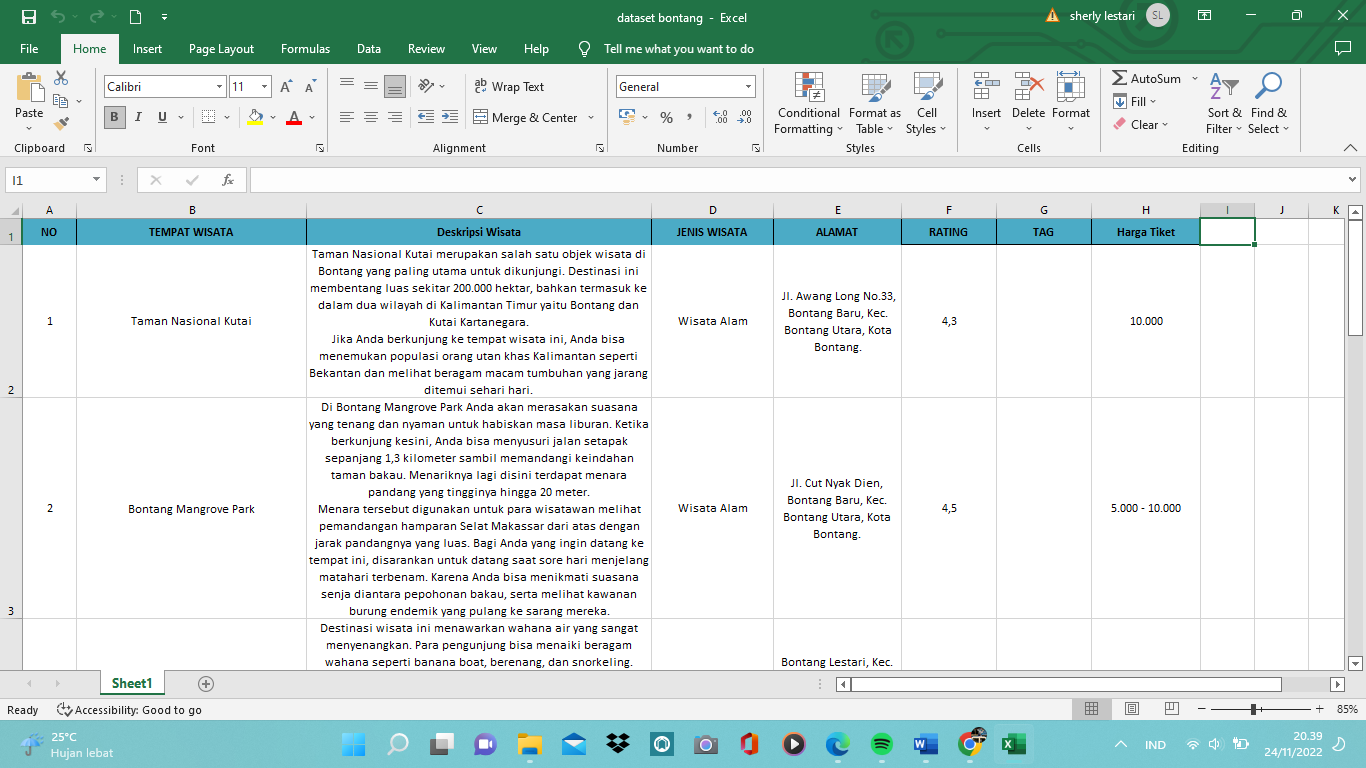 dataset bontang - Excel
sherly lestari
SL
File
Home
Insert
Page Layout
Formulas
Data
Review
View
Help
Tell me what you want to do
Paste
Clipboard
Calibri
11
B
I
U
Font
Wrap Text
Merge & Center
Alignment
General
%
Number
Conditional Formatting
Format as Table
Cell Styles
Styles
Insert
Delete
Format
Cells
AutoSum
Fill
Clear
Sort & Filter
Find & Select
Editing
I1
fx
A B C D E F G H I J K
1 NO TEMPAT WISATA Deskripsi Wisata JENIS WISATA ALAMAT RATING TAG Harga Tiket
2
1
Taman Nasional Kutai
Taman Nasional Kutai merupakan salah satu objek wisata di
Bontang yang paling utama untuk dikunjungi. Destinasi ini
membentang luas sekitar 200.000 hektar, bahkan termasuk ke
dalam dua wilayah di Kalimantan Timur yaitu Bontang dan
Kutai Kartanegara.
Jika Anda berkunjung ke tempat wisata ini, Anda bisa
menemukan populasi orang utan khas Kalimantan seperti
Bekantan dan melihat beragam macam tumbuhan yang jarang
ditemui sehari hari.
Wisata Alam
Jl. Awang Long No.33,
Bontang Baru, Kec.
Bontang Utara, Kota
Bontang.
4,3
10.000
3
2
Bontang Mangrove Park
Di Bontang Mangrove Park Anda akan merasakan suasana
yang tenang dan nyaman untuk habiskan masa liburan. Ketika
berkunjung kesini, Anda bisa menyusuri jalan setapak
sepanjang 1,3 kilometer sambil memandangi keindahan
taman bakau. Menariknya lagi disini terdapat menara
pandang yang tingginya hingga 20 meter.
Menara tersebut digunakan untuk para wisatawan melihat
pemandangan hamparan Selat Makassar dari atas dengan
jarak pandangnya yang luas. Bagi Anda yang ingin datang ke
tempat ini, disarankan untuk datang saat sore hari menjelang
matahari terbenam. Karena Anda bisa menikmati suasana
senja diantara pepohonan bakau, serta melihat kawanan
burung endemik yang pulang ke sarang mereka.
Wisata Alam
Jl. Cut Nyak Dien,
Bontang Baru, Kec.
Bontang Utara, Kota
Bontang.
4,5
5.000 - 10.000
Destinasi wisata ini menawarkan wahana air yang sangat
menyenangkan. Para pengunjung bisa menaiki beragam
wahana seperti banana boat, berenang, dan snorkeling.
Bontang Lestari, Kec.
Sheet1
Ready
Accessibility: Good to go
85%
25°C
Hujan lebat
IND
20.39
24/11/2022